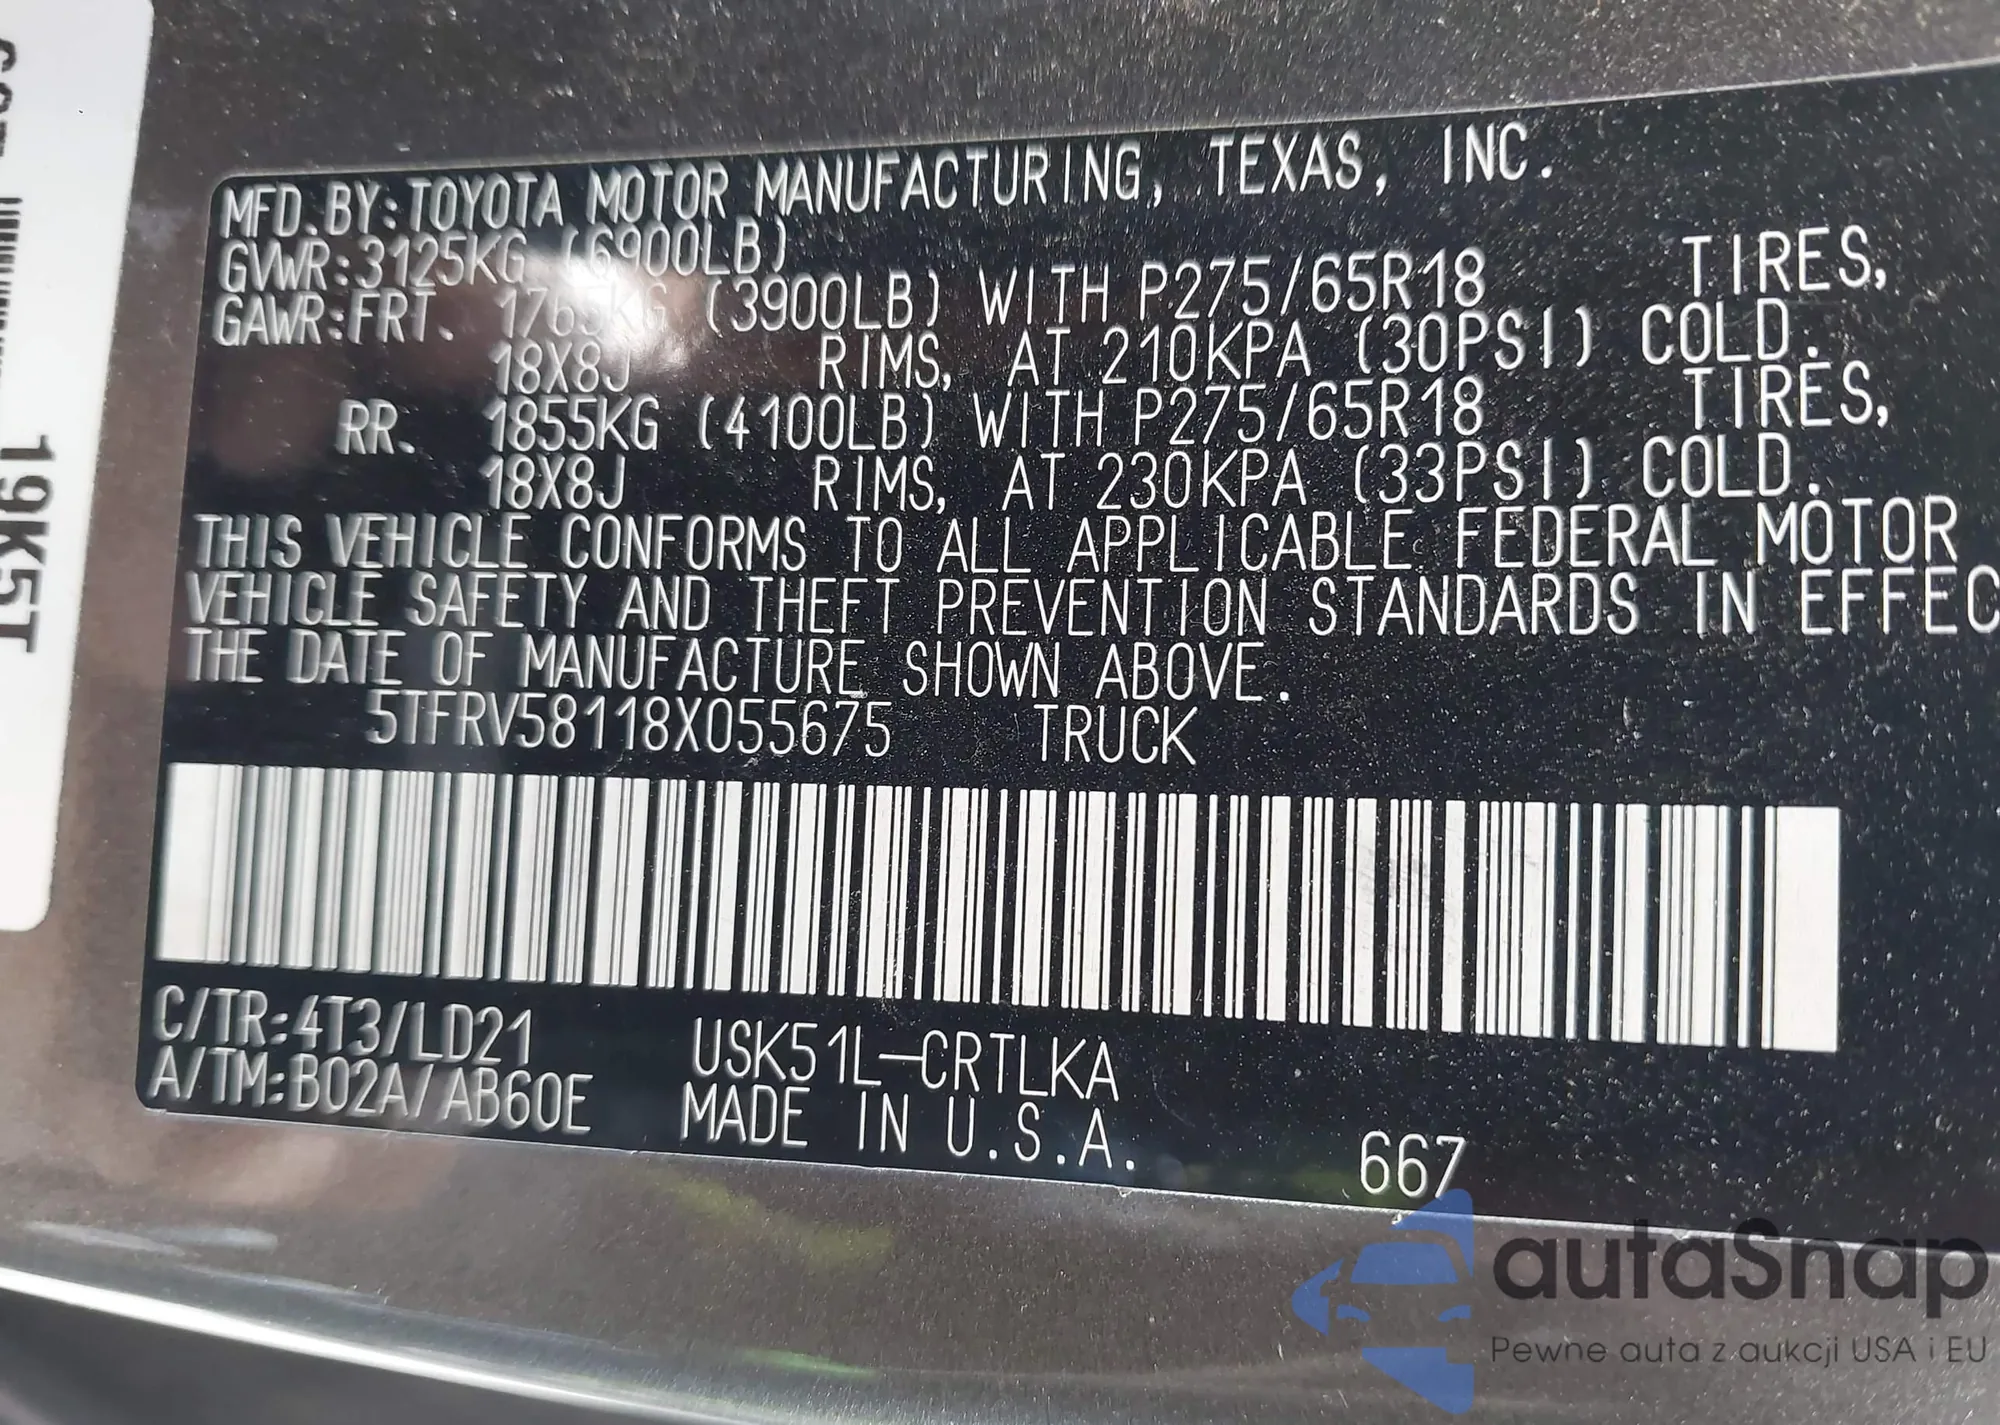 MFD.BY:TOYOTA MOTOR MANUFACTURING, TEXAS, INC.
GVWR:3125KG (6900LB)
GAWR:FRT. 1765KG (3900LB) WITH P275/65R18 TIRES,
18X8J RIMS, AT 210KPA (30PSI) COLD.
RR. 1855KG (4100LB) WITH P275/65R18 TIRES,
18X8J RIMS, AT 230KPA (33PSI) COLD.
THIS VEHICLE CONFORMS TO ALL APPLICABLE FEDERAL MOTOR
VEHICLE SAFETY AND THEFT PREVENTION STANDARDS IN EFFEC
THE DATE OF MANUFACTURE SHOWN ABOVE.
5TFRV58118X055675 TRUCK
C/TR:4T3/LD21 USK51L-CRTLKA
A/TM:B02A/AB60E MADE IN U.S.A.
667
19K5T
autaSnap
Pewne auta z aukcji USA i EU